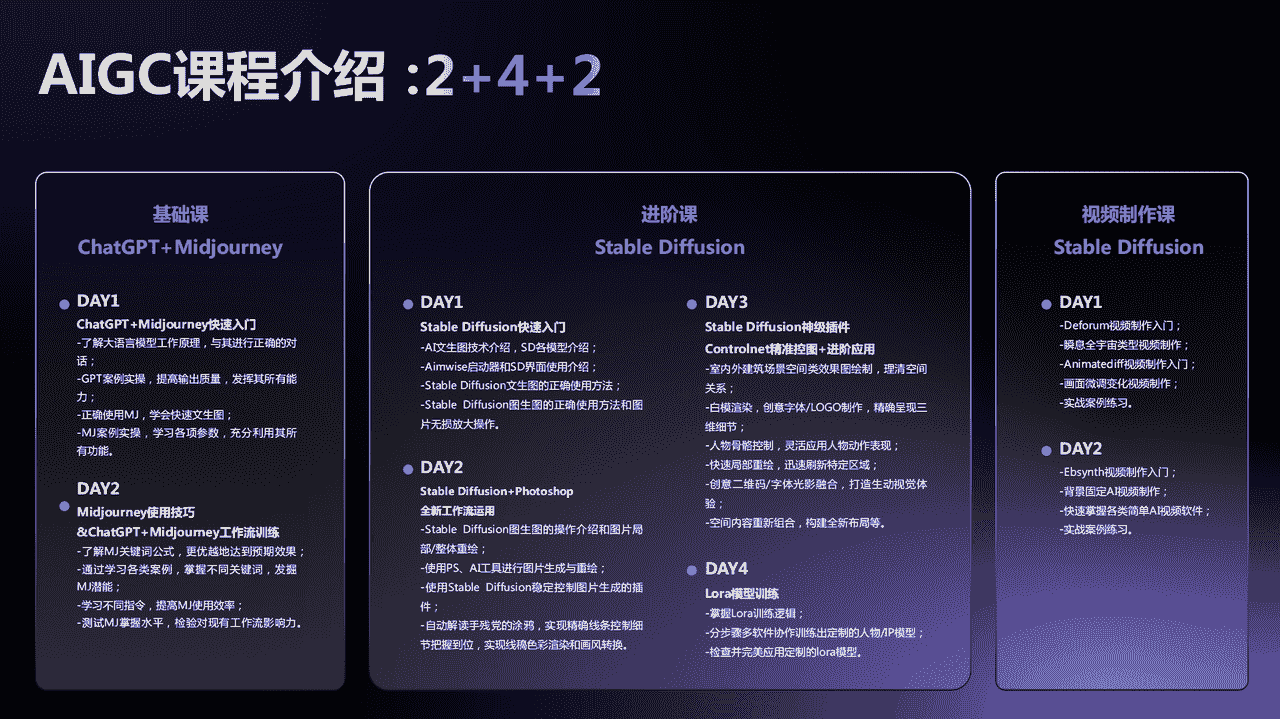 AIGC课程介绍 :2+4+2
基础课
ChatGPT+Midjourney
DAY1
ChatGPT+Midjourney快速入门
-了解大语言模型工作原理，与其进行正确的对
话；
-GPT案例实操，提高输出质量，发挥其所有能
力；
-正确使用MJ，学会快速文生图；
-MJ案例实操，学习各项参数，充分利用其所
有功能。
DAY2
Midjourney使用技巧
&ChatGPT+Midjourney工作流训练
-了解MJ关键词公式，更优越地达到预期效果；
-通过学习各类案例，掌握不同关键词，发掘
MJ潜能；
-学习不同指令，提高MJ使用效率；
-测试MJ掌握水平，检验对现有工作流影响力。
进阶课
Stable Diffusion
DAY1
Stable Diffusion快速入门
-AI文生图技术介绍，SD各模型介绍；
-Aimwise启动器和SD界面使用介绍；
-Stable Diffusion文生图的正确使用方法；
-Stable Diffusion图生图的正确使用方法和图
片无损放大操作。
DAY2
Stable Diffusion+Photoshop
全新工作流运用
-Stable Diffusion图生图的操作介绍和图片局
部/整体重绘；
-使用PS、AI工具进行图片生成与重绘；
-使用Stable Diffusion稳定控制图片生成的插
件；
-自动解读手残党的涂鸦，实现精确线条控制细
节把握到位，实现线稿色彩渲染和画风转换。
DAY3
Stable Diffusion神级插件
Controlnet精准控图+进阶应用
-室内外建筑场景空间类效果图绘制，理清空间
关系；
-白模渲染，创意字体/LOGO制作，精确呈现三
维细节；
-人物骨骼控制，灵活应用人物动作表现；
-快速局部重绘，迅速刷新特定区域；
-创意二维码/字体光影融合，打造生动视觉体
验；
-空间内容重新组合，构建全新布局等。
DAY4
Lora模型训练
-掌握Lora训练逻辑；
-分步骤多软件协作训练出定制的人物/IP模型；
-检查并完美应用定制的lora模型。
视频制作课
Stable Diffusion
DAY1
-Deforum视频制作入门；
-瞬息全宇宙类型视频制作；
-Animatediff视频制作入门；
-画面微调变化视频制作；
-实战案例练习。
DAY2
-Ebsynth视频制作入门；
-背景固定AI视频制作；
-快速掌握各类简单AI视频软件；
-实战案例练习。